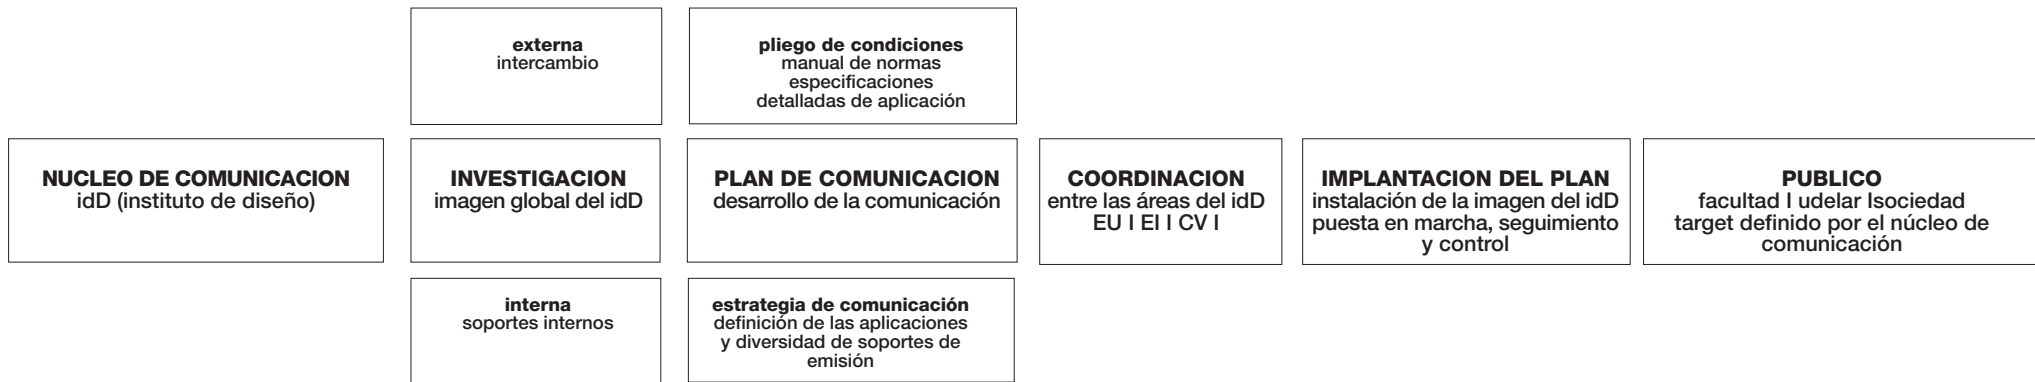 externa
intercambio
pliego de condiciones
manual de normas
especificaciones
detalladas de aplicación
NUCLEO DE COMUNICACION
idD (instituto de diseño)
INVESTIGACION
imagen global del idD
PLAN DE COMUNICACION
desarrollo de la comunicación
COORDINACION
entre las áreas del idD
EU I EI I CV I
IMPLANTACION DEL PLAN
instalación de la imagen del idD
puesta en marcha, seguimiento
y control
PUBLICO
facultad I udelar Isociedad
target definido por el núcleo de
comunicación
interna
soportes internos
estrategia de comunicación
definición de las aplicaciones
y diversidad de soportes de
emisión